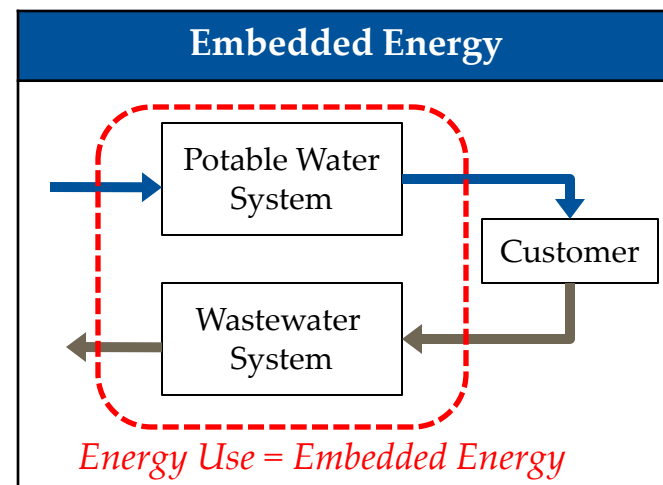 Embedded Energy
Potable Water
System
Customer
Wastewater
System
Energy Use = Embedded Energy